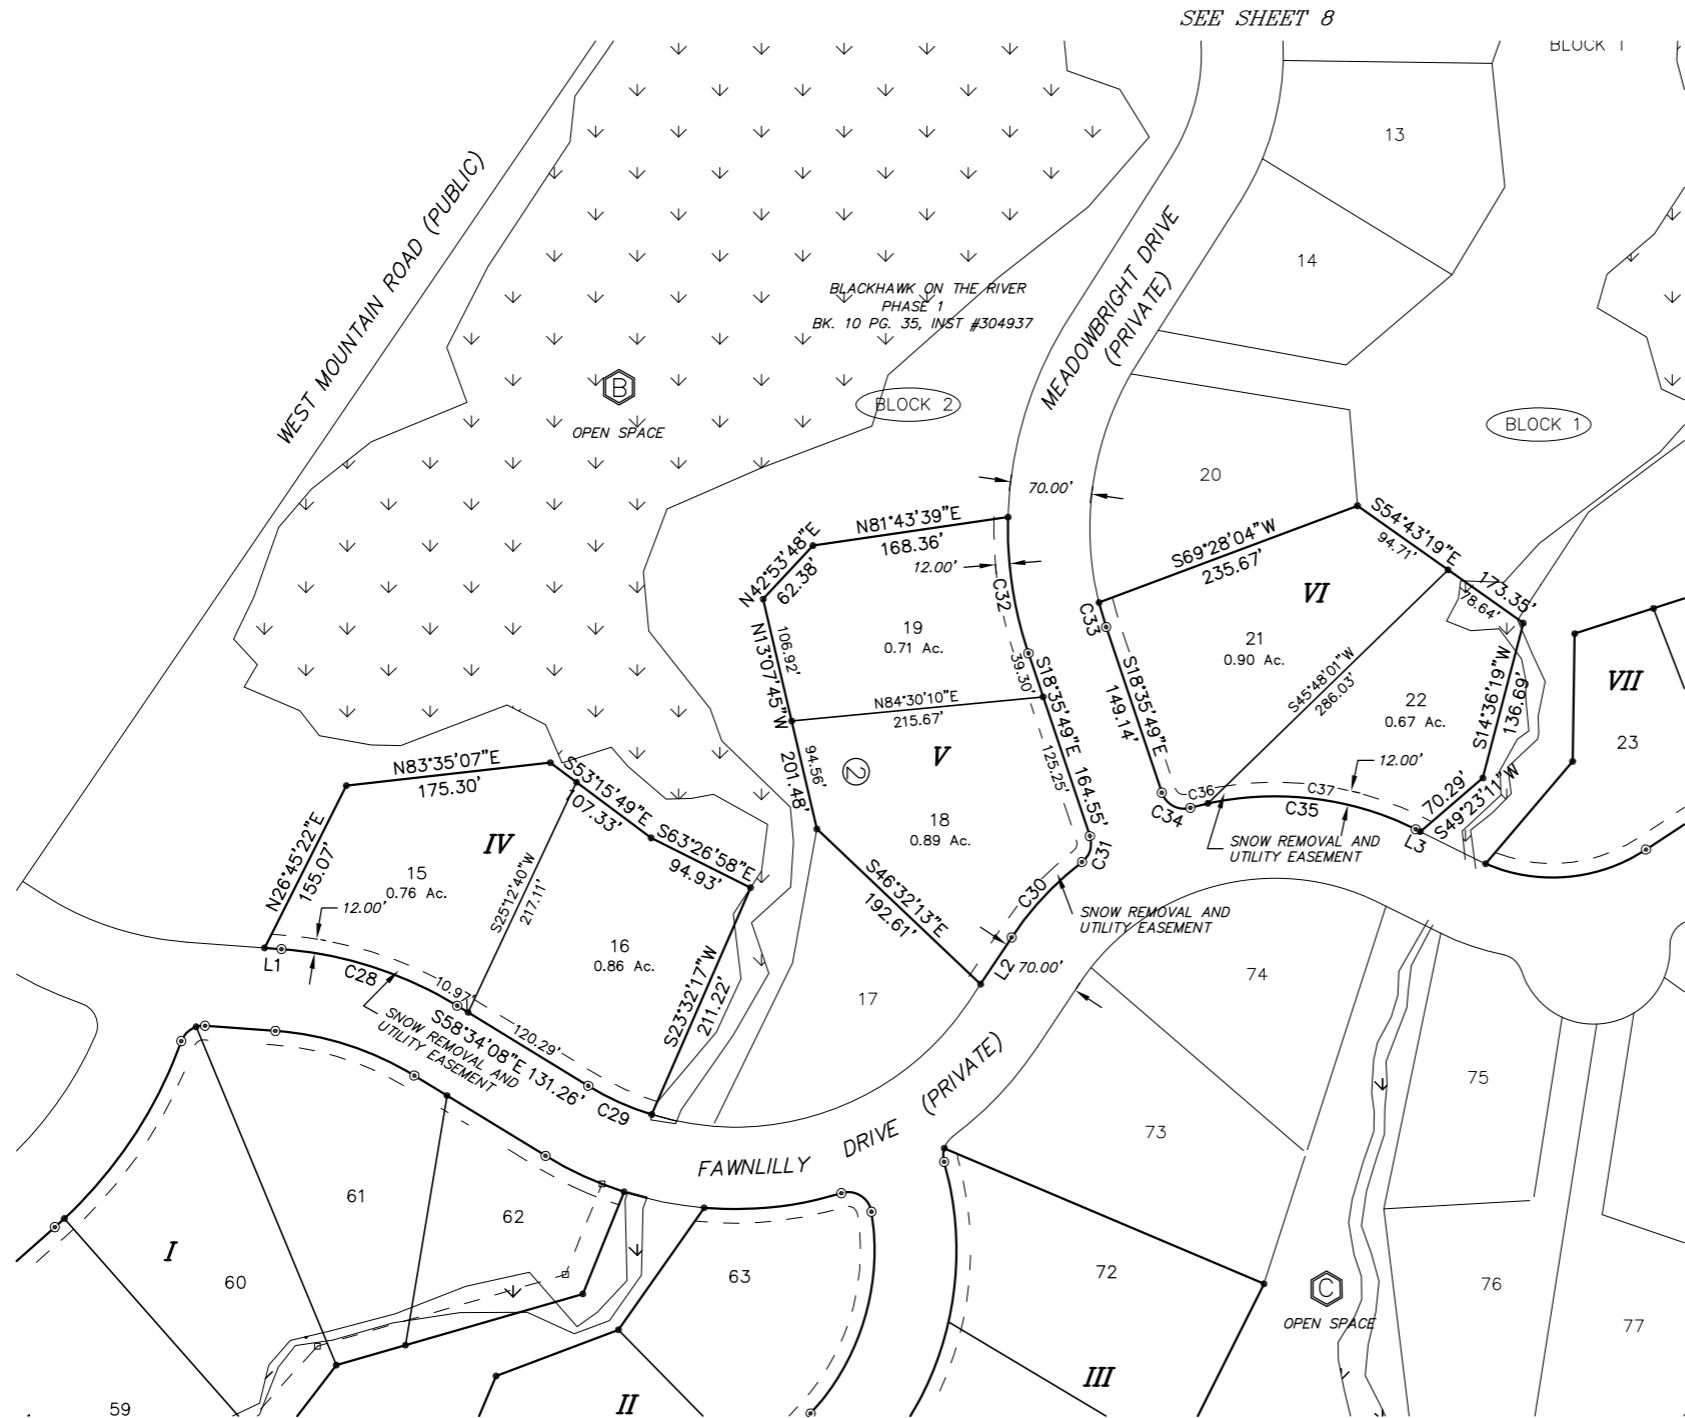 SEE SHEET 8
BLOCK 1
13
WEST MOUNTAIN ROAD (PUBLIC)
MEADOWBRIGHT DRIVE
(PRIVATE)
14
BLACKHAWK ON THE RIVER
PHASE 1
BK. 10 PG. 35, INST #304937
B
OPEN SPACE
BLOCK 2
BLOCK 1
20
70.00'
N81°43'39"E
168.36'
N42°53'48"E
62.38'
12.00'
C32
19
0.71 Ac.
106.92'
N13°07'45"W
201.48'
94.56'
39.30'
N84°30'10"E
215.67'
S18°35'49"E 164.55'
125.25'
2
V
18
0.89 Ac.
S46°32'13"E
192.61'
C31
C30
L2
70.00'
SNOW REMOVAL AND
UTILITY EASEMENT
17
S54°43'19"E
94.71'
173.35'
78.64'
S69°28'04"W
235.67'
VI
C33
21
0.90 Ac.
S18°35'49"E
149.14'
S45°48'01"W
286.03'
22
0.67 Ac.
S14°36'19"W
136.69'
12.00'
C34
C36
C37
C35
70.29'
S49°23'11"W
L3
SNOW REMOVAL AND
UTILITY EASEMENT
VII
23
N83°35'07"E
175.30'
S53°15'49"E
107.33'
S63°26'58"E
94.93'
N26°45'22"E
155.07'
IV
15
0.76 Ac.
12.00'
S25°12'40"W
217.11'
16
0.86 Ac.
S23°32'17"W
211.22'
L1
C28
10.97'
S58°34'08"E 131.26'
120.29'
C29
SNOW REMOVAL AND
UTILITY EASEMENT
FAWNLILLY DRIVE (PRIVATE)
74
73
75
72
C
OPEN SPACE
76
77
61
62
I
60
63
59
II
III